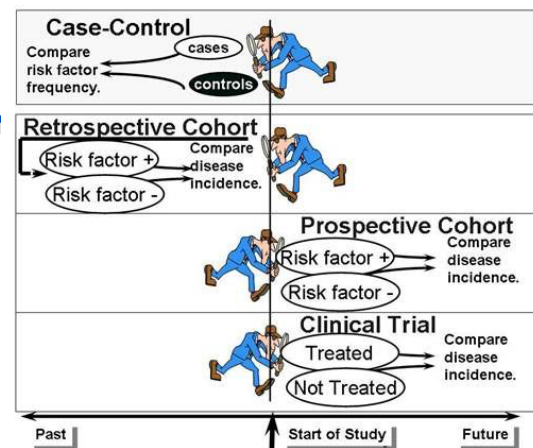 Case-Control
Compare
risk factor
frequency.
cases
controls
Retrospective Cohort
Risk factor +
Risk factor -
Compare
disease
incidence.
Prospective Cohort
Risk factor +
Risk factor -
Compare
disease
incidence.
Clinical Trial
Treated
Not Treated
Compare
disease
incidence.
Past
Start of Study
Future